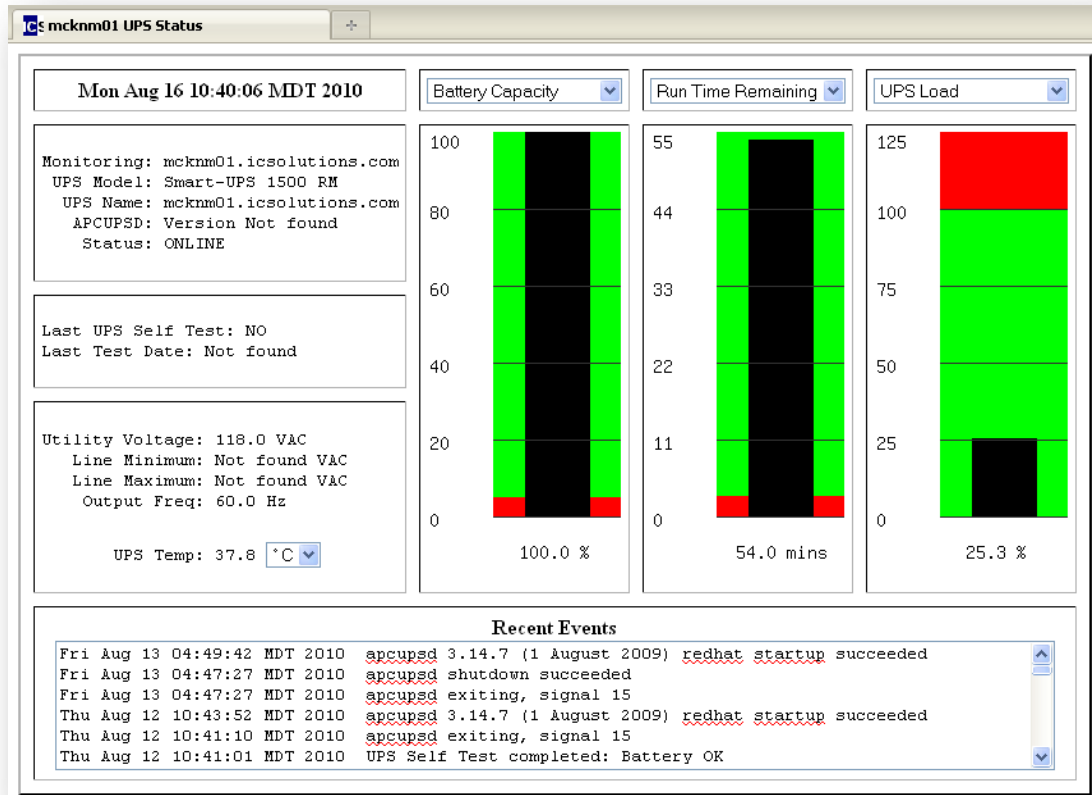 mcknm01 UPS Status
Mon Aug 16 10:40:06 MDT 2010
Battery Capacity
Run Time Remaining
UPS Load
Monitoring: mcknm01.icsolutions.com
UPS Model: Smart-UPS 1500 RM
UPS Name: mcknm01.icsolutions.com
APCUPSD: Version Not found
Status: ONLINE
Last UPS Self Test: NO
Last Test Date: Not found
Utility Voltage: 118.0 VAC
Line Minimum: Not found VAC
Line Maximum: Not found VAC
Output Freq: 60.0 Hz
UPS Temp: 37.8 °C
100
80
60
40
20
0
100.0 %
55
44
33
22
11
0
54.0 mins
125
100
75
50
25
0
25.3 %
Recent Events
Fri Aug 13 04:49:42 MDT 2010 apcupsd 3.14.7 (1 August 2009) redhat startup succeeded
Fri Aug 13 04:47:27 MDT 2010 apcupsd shutdown succeeded
Fri Aug 13 04:47:27 MDT 2010 apcupsd exiting, signal 15
Thu Aug 12 10:43:52 MDT 2010 apcupsd 3.14.7 (1 August 2009) redhat startup succeeded
Thu Aug 12 10:41:10 MDT 2010 apcupsd exiting, signal 15
Thu Aug 12 10:41:01 MDT 2010 UPS Self Test completed: Battery OK